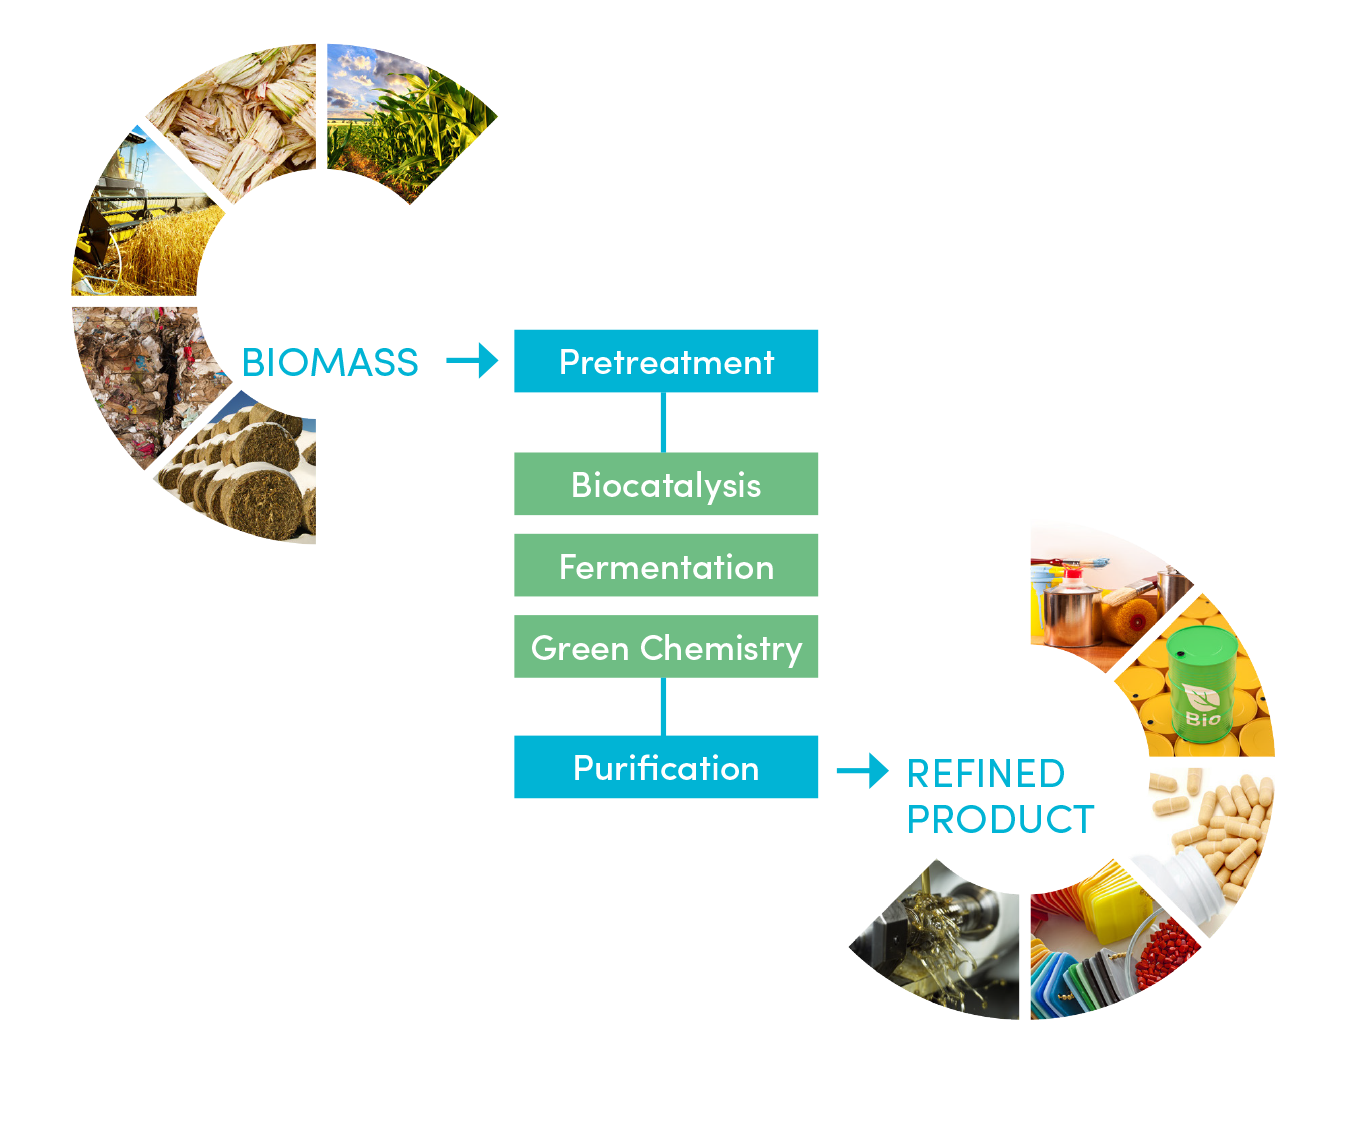 BIOMASS
Pretreatment
Biocatalysis
Fermentation
Green Chemistry
Purification
REFINED
PRODUCT
Bio